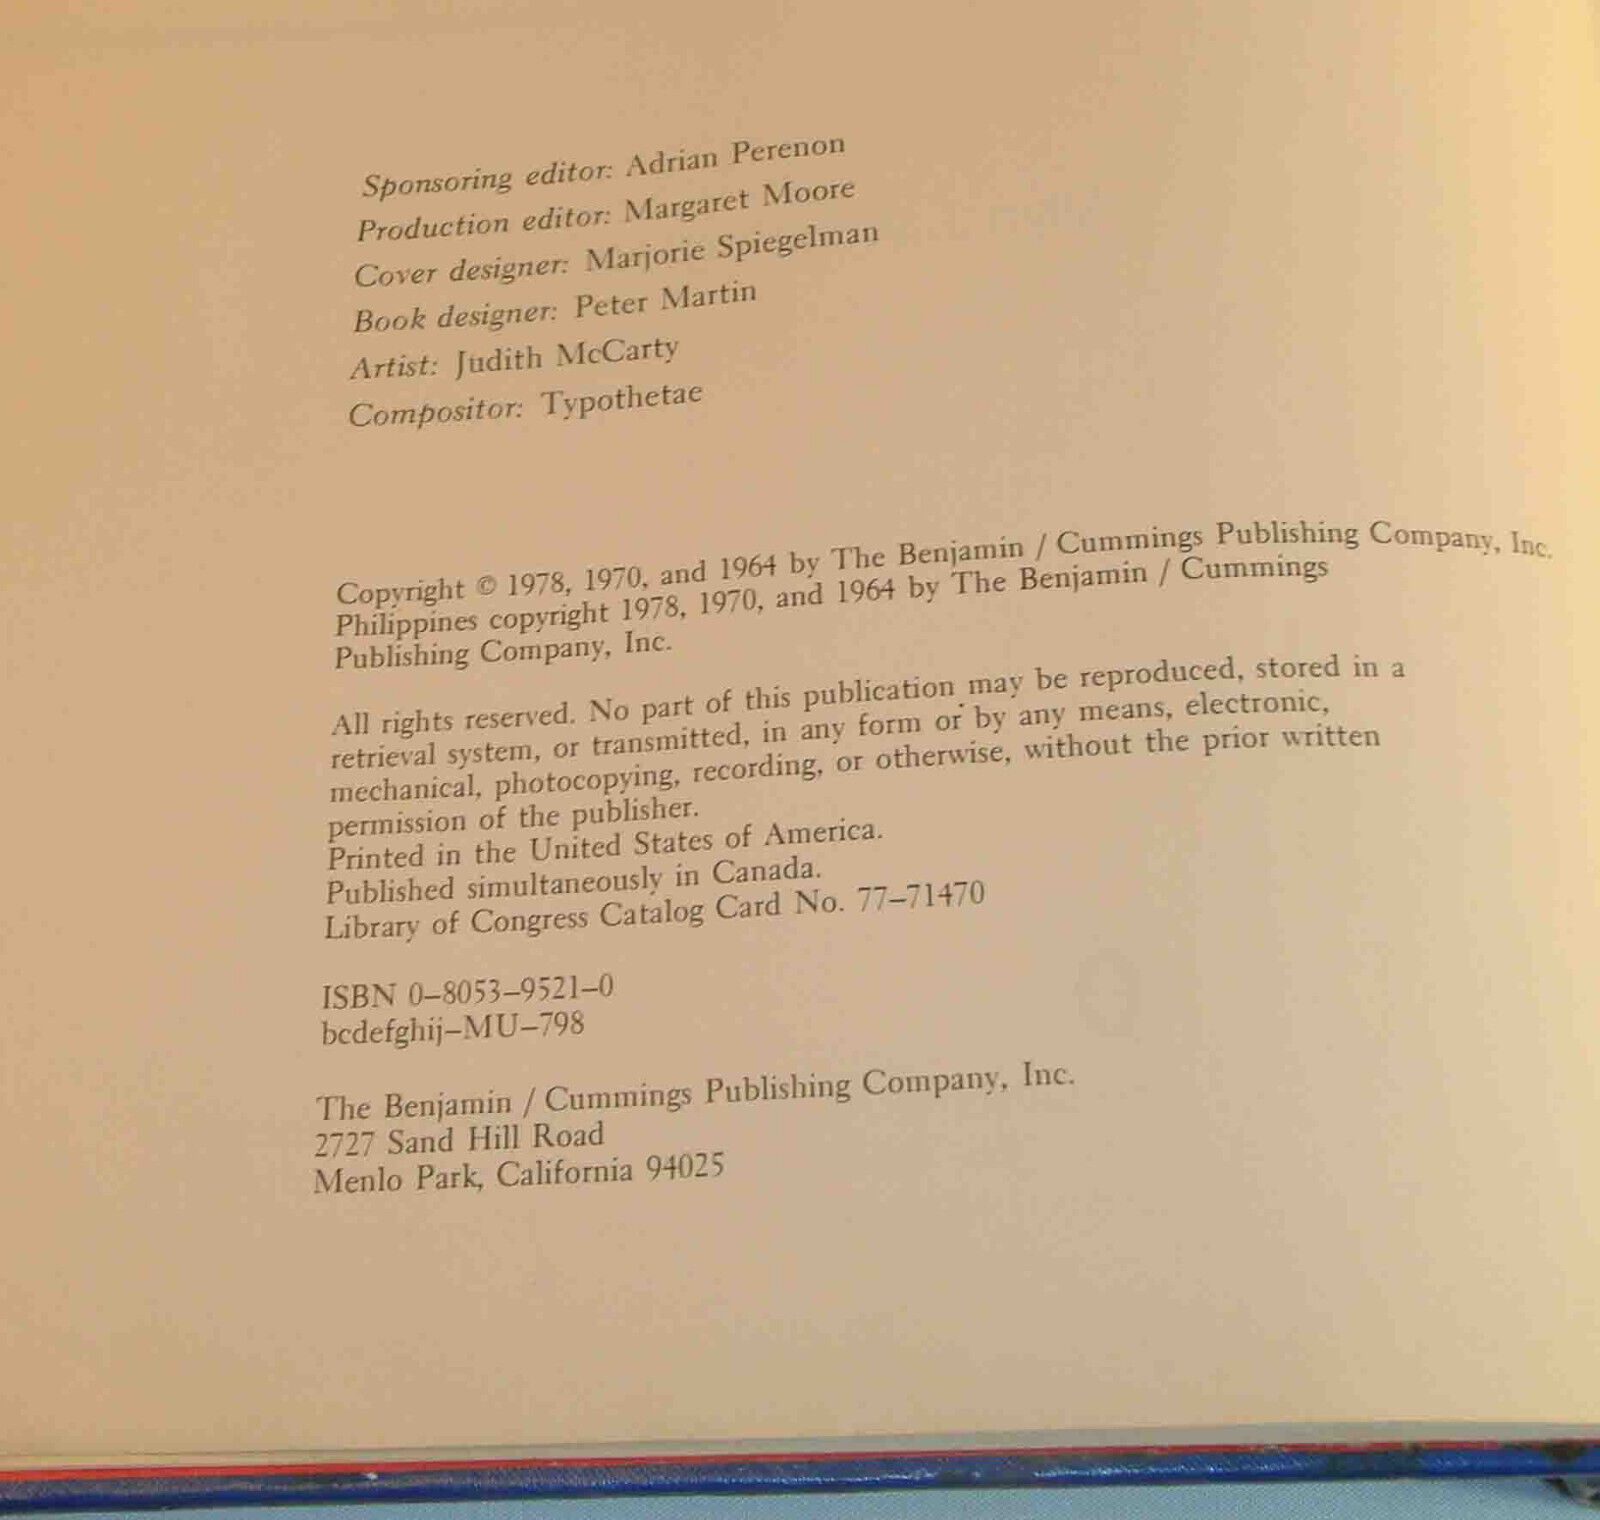 Sponsoring editor: Adrian Perenon
Production editor: Margaret Moore
Cover designer: Marjorie Spiegelman
Book designer: Peter Martin
Artist: Judith McCarty
Compositor: Typothetae
Copyright © 1978, 1970, and 1964 by The Benjamin / Cummings Publishing Company, Inc.
Philippines copyright 1978, 1970, and 1964 by The Benjamin / Cummings
Publishing Company, Inc.
All rights reserved. No part of this publication may be reproduced, stored in a
retrieval system, or transmitted, in any form or by any means, electronic,
mechanical, photocopying, recording, or otherwise, without the prior written
permission of the publisher.
Printed in the United States of America.
Published simultaneously in Canada.
Library of Congress Catalog Card No. 77–71470
ISBN 0–8053–9521–0
bcdefghij–MU–798
The Benjamin / Cummings Publishing Company, Inc.
2727 Sand Hill Road
Menlo Park, California 94025